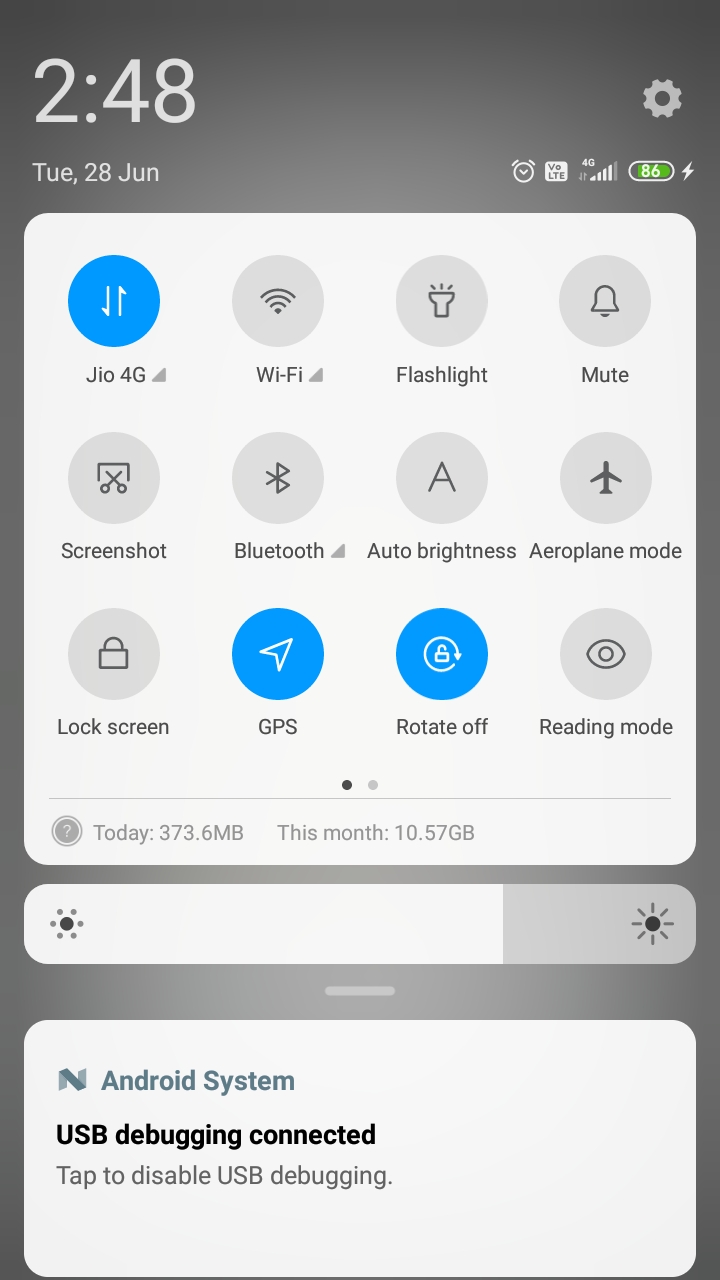 2:48
Tue, 28 Jun
Vo LTE 4G 86
Jio 4G Wi-Fi Flashlight Mute
Screenshot Bluetooth Auto brightness Aeroplane mode
Lock screen GPS Rotate off Reading mode
? Today: 373.6MB This month: 10.57GB
Android System
USB debugging connected
Tap to disable USB debugging.